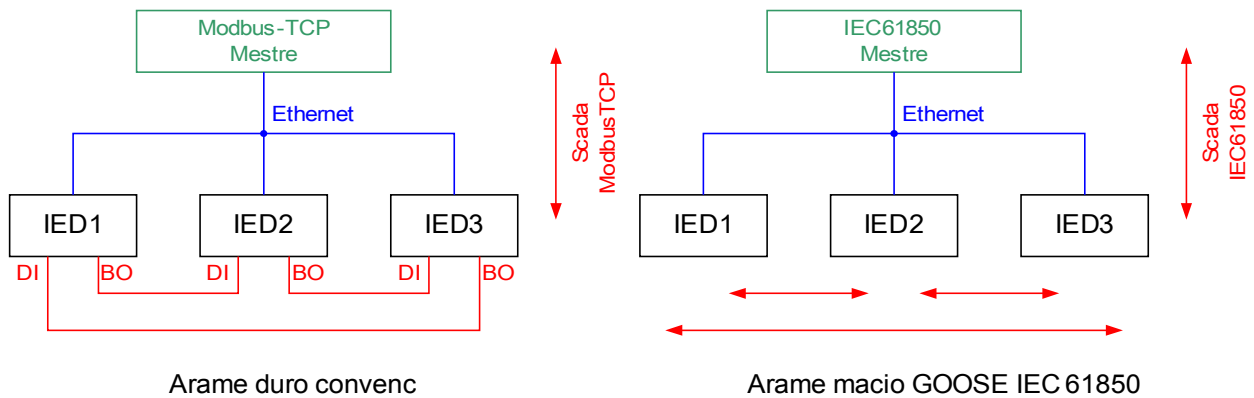 Modbus-TCP
Mestre
Ethernet
Scada
ModbusTCP
IED1
IED2
IED3
DI
BO
DI
BO
DI
BO
Arame duro convenc
IEC61850
Mestre
Ethernet
Scada
IEC61850
IED1
IED2
IED3
Arame macio GOOSE IEC 61850